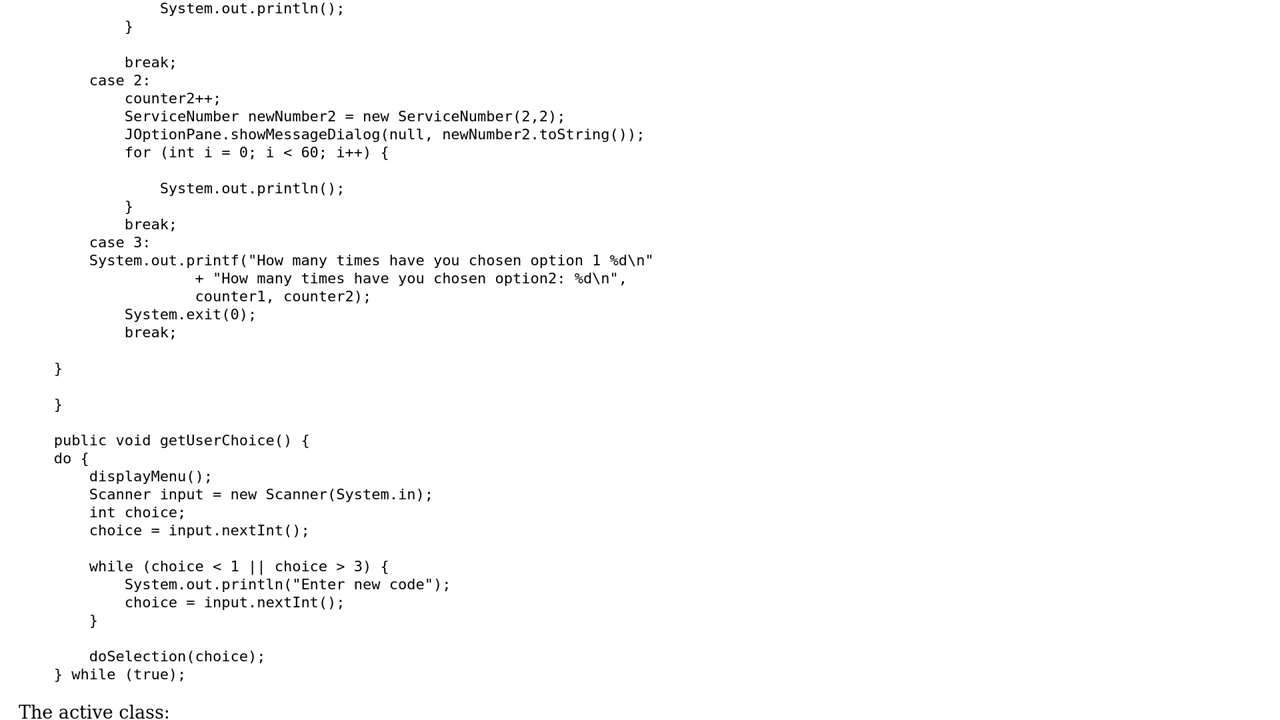 System.out.println();
            }

            break;
        case 2:
            counter2++;
            ServiceNumber newNumber2 = new ServiceNumber(2,2);
            JOptionPane.showMessageDialog(null, newNumber2.toString());
            for (int i = 0; i < 60; i++) {

                System.out.println();
            }
            break;
        case 3:
        System.out.printf("How many times have you chosen option 1 %d\n"
                    + "How many times have you chosen option2: %d\n",
                    counter1, counter2);
            System.exit(0);
            break;

    }

    }

    public void getUserChoice() {
    do {
        displayMenu();
        Scanner input = new Scanner(System.in);
        int choice;
        choice = input.nextInt();

        while (choice < 1 || choice > 3) {
            System.out.println("Enter new code");
            choice = input.nextInt();
        }

        doSelection(choice);
    } while (true);
The active class: